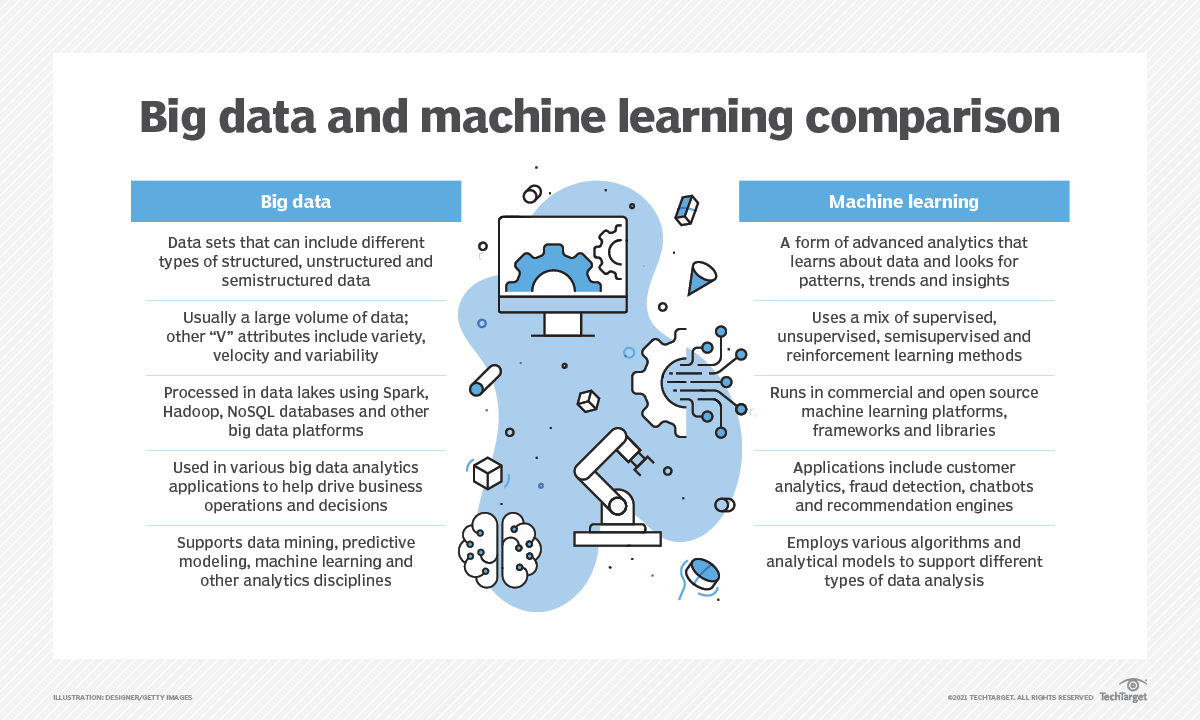 Big data and machine learning comparison
Big data
Data sets that can include different
types of structured, unstructured and
semistructured data
Usually a large volume of data;
other “V” attributes include variety,
velocity and variability
Processed in data lakes using Spark,
Hadoop, NoSQL databases and other
big data platforms
Used in various big data analytics
applications to help drive business
operations and decisions
Supports data mining, predictive
modeling, machine learning and
other analytics disciplines
Machine learning
A form of advanced analytics that
learns about data and looks for
patterns, trends and insights
Uses a mix of supervised,
unsupervised, semisupervised and
reinforcement learning methods
Runs in commercial and open source
machine learning platforms,
frameworks and libraries
Applications include customer
analytics, fraud detection, chatbots
and recommendation engines
Employs various algorithms and
analytical models to support different
types of data analysis
ILLUSTRATION: DESIGNER/GETTY IMAGES
©2021 TECHTARGET. ALL RIGHTS RESERVED
TechTarget